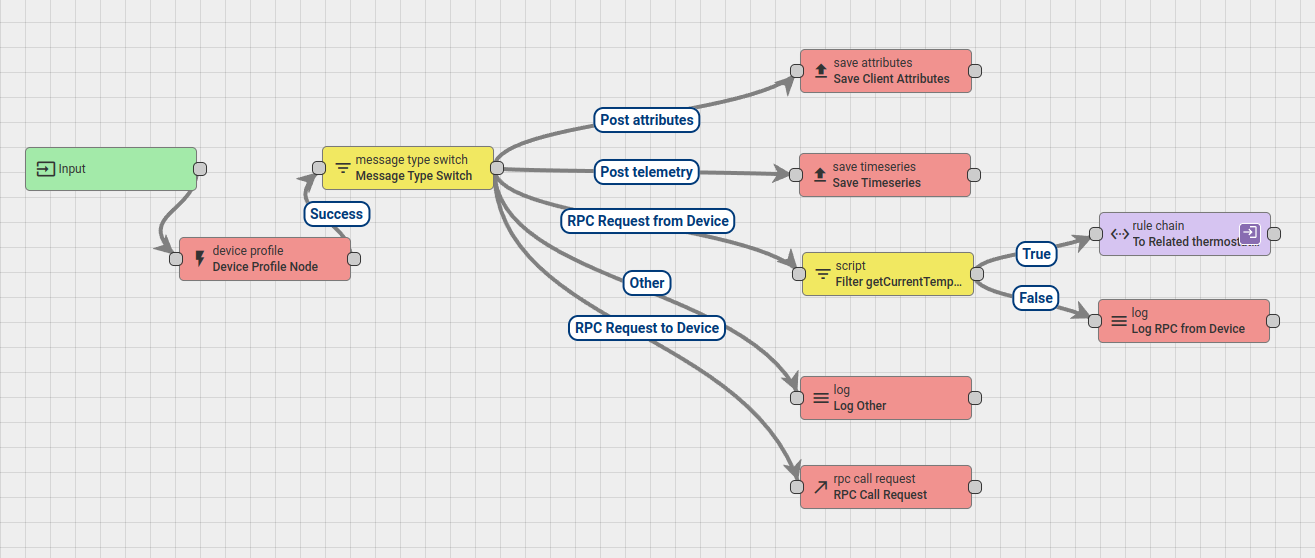 save attributes
Save Client Attributes
Post attributes
Input
message type switch
Message Type Switch
Post telemetry
save timeseries
Save Timeseries
Success
RPC Request from Device
device profile
Device Profile Node
script
Filter getCurrentTemp...
True
rule chain
To Related
False
log
Log RPC from Device
Other
RPC Request to Device
log
Log Other
rpc call request
RPC Call Request